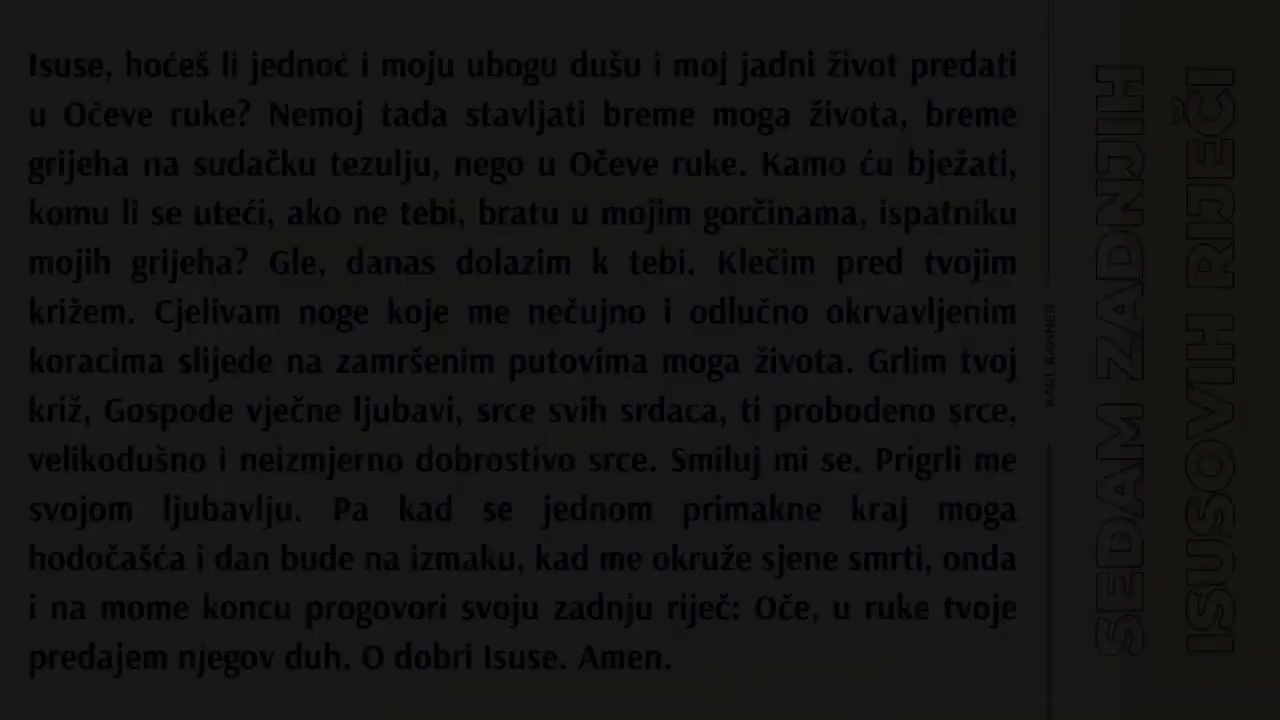 Isuse, hoćeš li jednoć i moju ubogu dušu i moj jadni život predati
u Očeve ruke? Nemoj tada stavljati breme moga života, breme
grijeha na sudačku tezulju, nego u Očeve ruke. Kamo ću bježati,
komu li se uteći, ako ne tebi, bratu u mojim gorčinama, ispatniku
mojih grijeha? Gle, danas dolazim k tebi. Klečim pred tvojim
križem. Cjelivam noge koje me nečujno i odlučno okrvavljenim
koracima slijede na zamršenim putovima moga života. Grlim tvoj
križ, Gospode vječne ljubavi, srce svih srdaca, ti probodeno srce,
velikodušno i neizmjerno dobrostivo srce. Smiluj mi se. Prigrli me
svojom ljubavlju. Pa kad se jednom primakne kraj moga
hodočašća i dan bude na izmaku, kad me okruže sjene smrti, onda
i na mome koncu progovori svoju zadnju riječ: Oče, u ruke tvoje
predajem njegov duh. O dobri Isuse. Amen.
KARL RAHNER
SEDAM ZADNJIH
ISUSOVIH RIJEČI